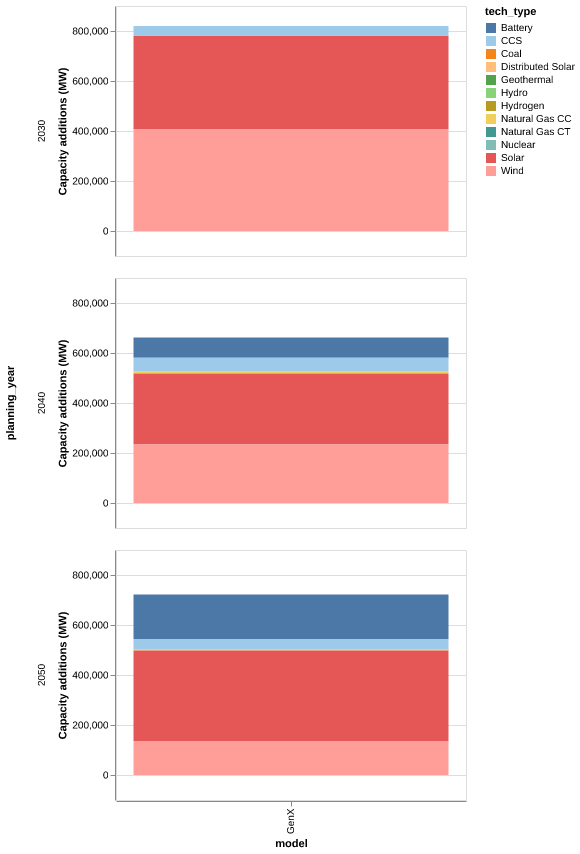 tech_type
Battery
CCS
Coal
Distributed Solar
Geothermal
Hydro
Hydrogen
Natural Gas CC
Natural Gas CT
Nuclear
Solar
Wind
planning_year
2030
Capacity additions (MW)
800,000
600,000
400,000
200,000
0
2040
Capacity additions (MW)
800,000
600,000
400,000
200,000
0
2050
Capacity additions (MW)
800,000
600,000
400,000
200,000
0
GenX
model